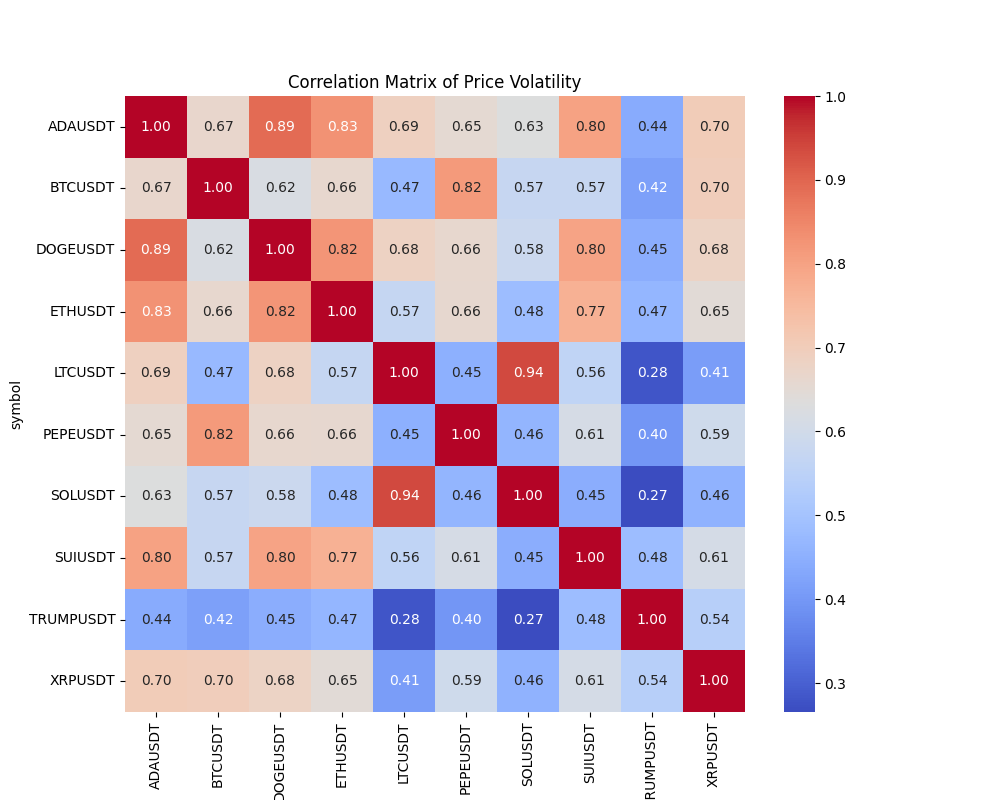 Correlation Matrix of Price Volatility
symbol
ADAUSDT 1.00 0.67 0.89 0.83 0.69 0.65 0.63 0.80 0.44 0.70
BTCUSDT 0.67 1.00 0.62 0.66 0.47 0.82 0.57 0.57 0.42 0.70
DOGEUSDT 0.89 0.62 1.00 0.82 0.68 0.66 0.58 0.80 0.45 0.68
ETHUSDT 0.83 0.66 0.82 1.00 0.57 0.66 0.48 0.77 0.47 0.65
LTCUSDT 0.69 0.47 0.68 0.57 1.00 0.45 0.94 0.56 0.28 0.41
PEPEUSDT 0.65 0.82 0.66 0.66 0.45 1.00 0.46 0.61 0.40 0.59
SOLUSDT 0.63 0.57 0.58 0.48 0.94 0.46 1.00 0.45 0.27 0.46
SUIUSDT 0.80 0.57 0.80 0.77 0.56 0.61 0.45 1.00 0.48 0.61
TRUMPUSDT 0.44 0.42 0.45 0.47 0.28 0.40 0.27 0.48 1.00 0.54
XRPUSDT 0.70 0.70 0.68 0.65 0.41 0.59 0.46 0.61 0.54 1.00
ADAUSDT
BTCUSDT
DOGEUSDT
ETHUSDT
LTCUSDT
PEPEUSDT
SOLUSDT
SUIUSDT
RUMPUSDT
XRPUSDT
1.0
0.9
0.8
0.7
0.6
0.5
0.4
0.3